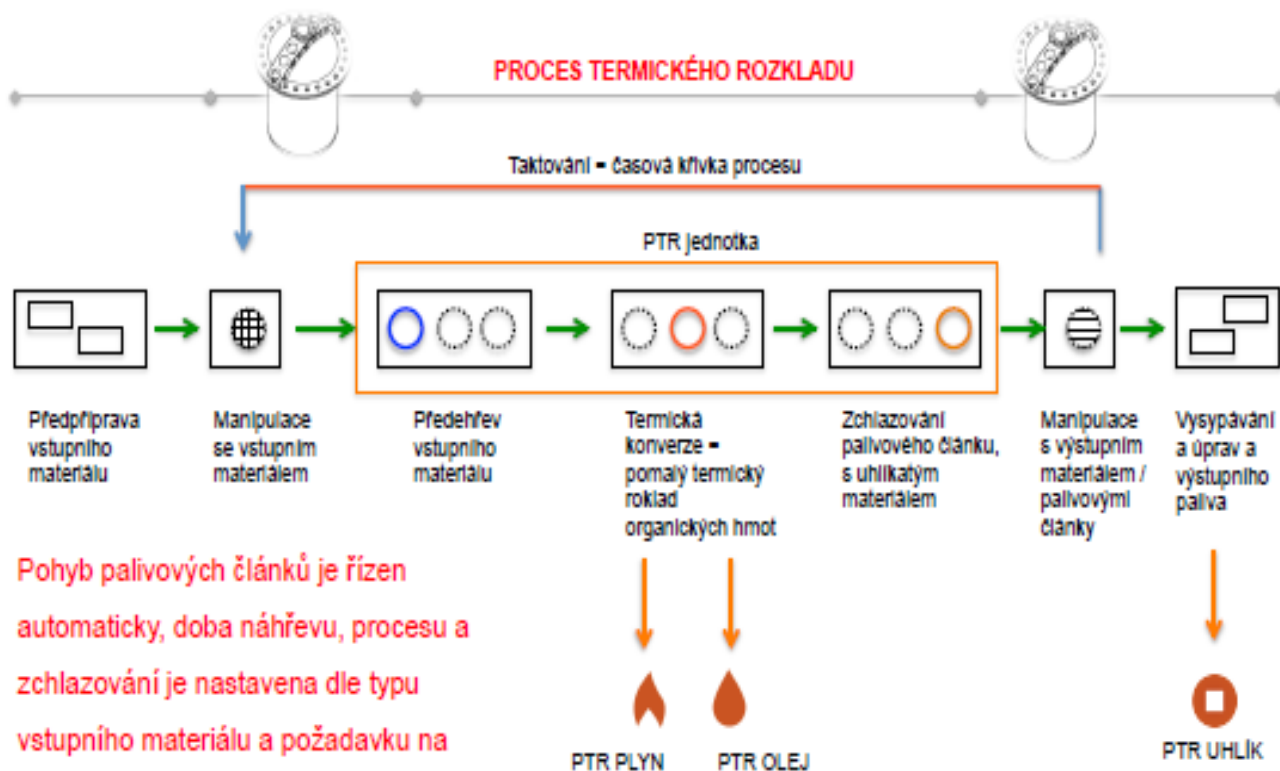 PROCES TERMICKÉHO ROZKLADU
Taktování = časová křivka procesu
PTR jednotka
Předpříprava
vstupního
materiálu
Manipulace
se vstupním
materiálem
Předehřev
vstupního
materiálu
Termická
konverze =
pomalý termický
roklad
organických hmot
Zchlazování
palivového článku,
s uhlíkatým
materiálem
Manipulace
s výstupním
materiálem /
palivovými
články
Vysypávání
a úprav a
výstupního
paliva
Pohyb palivových článků je řízen
automaticky, doba náhřevu, procesu a
zchlazování je nastavena dle typu
vstupního materiálu a požadavku na
PTR PLYN
PTR OLEJ
PTR UHLÍK